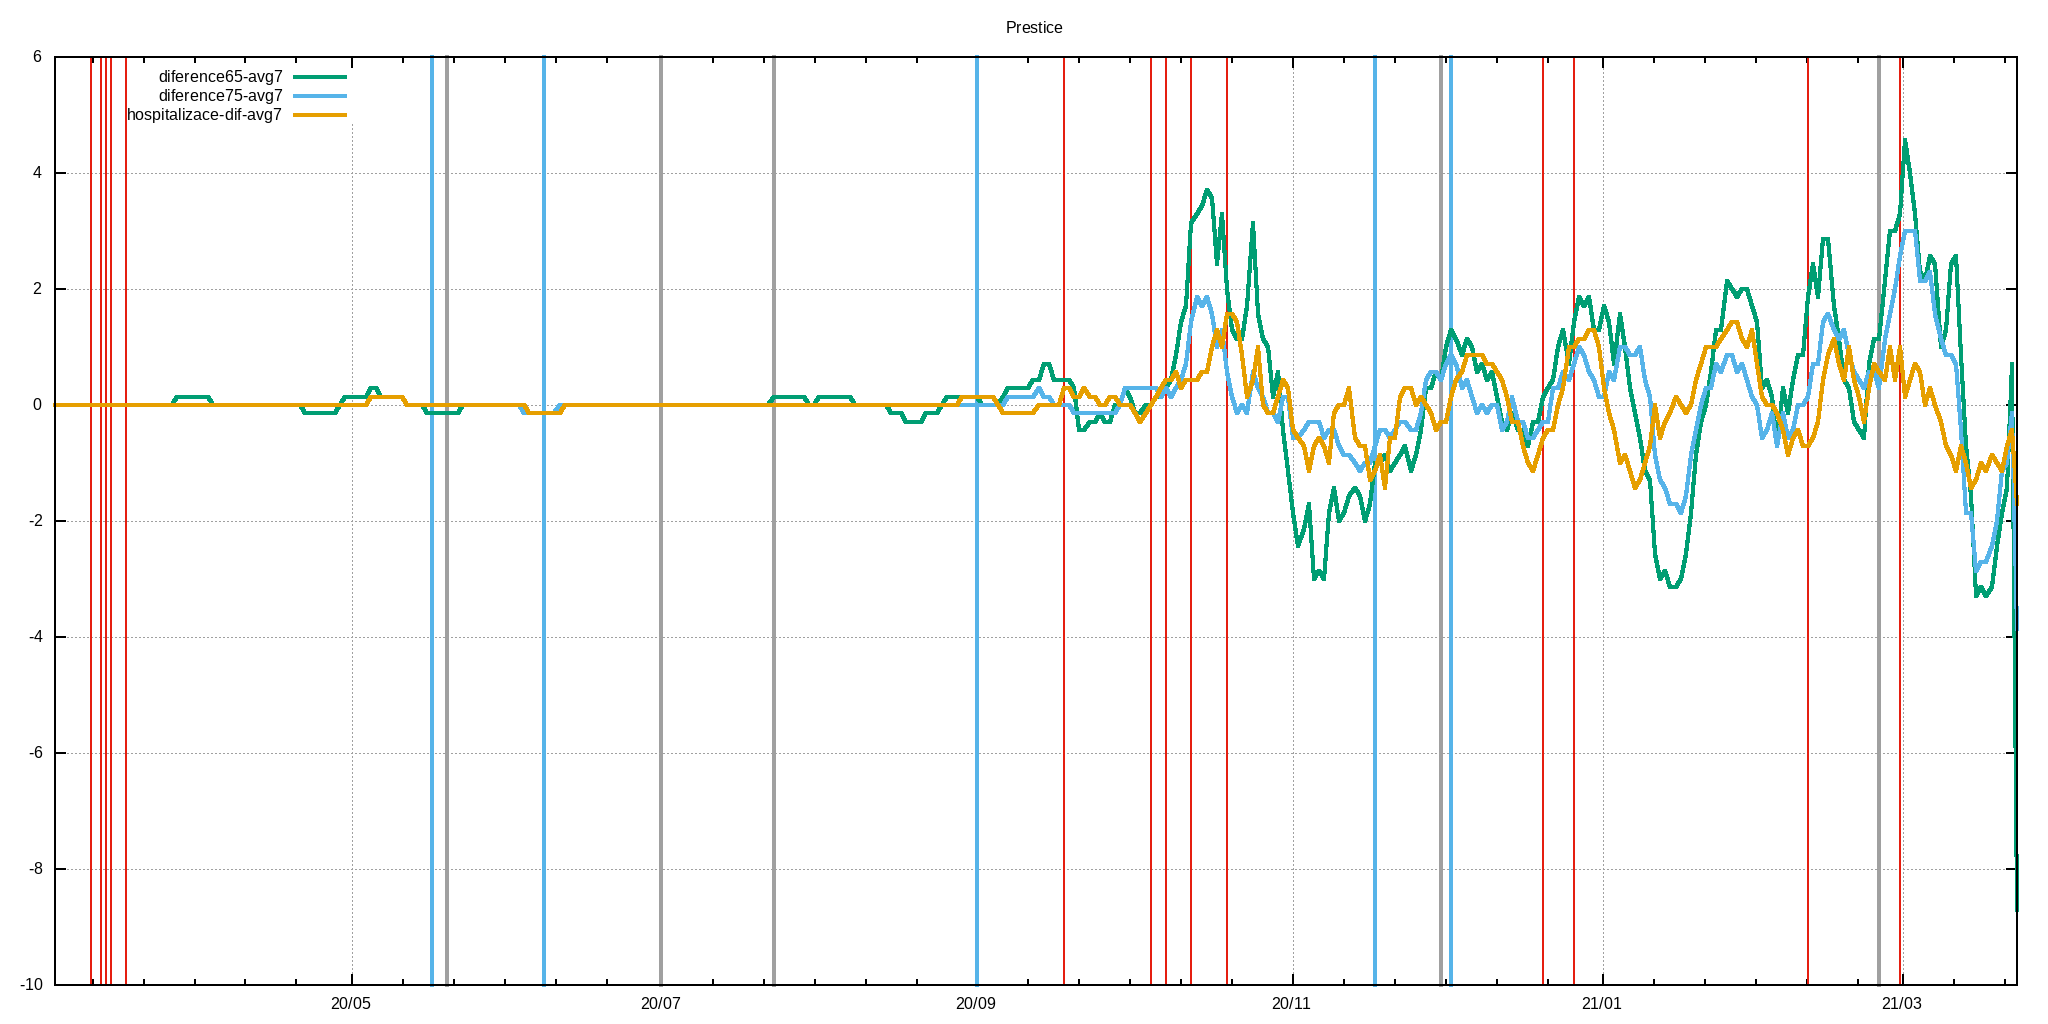 Prestice
6
diference65-avg7
diference75-avg7
hospitalizace-dif-avg7
4
2
0
-2
-4
-6
-8
-10
20/05 20/07 20/09 20/11 21/01 21/03